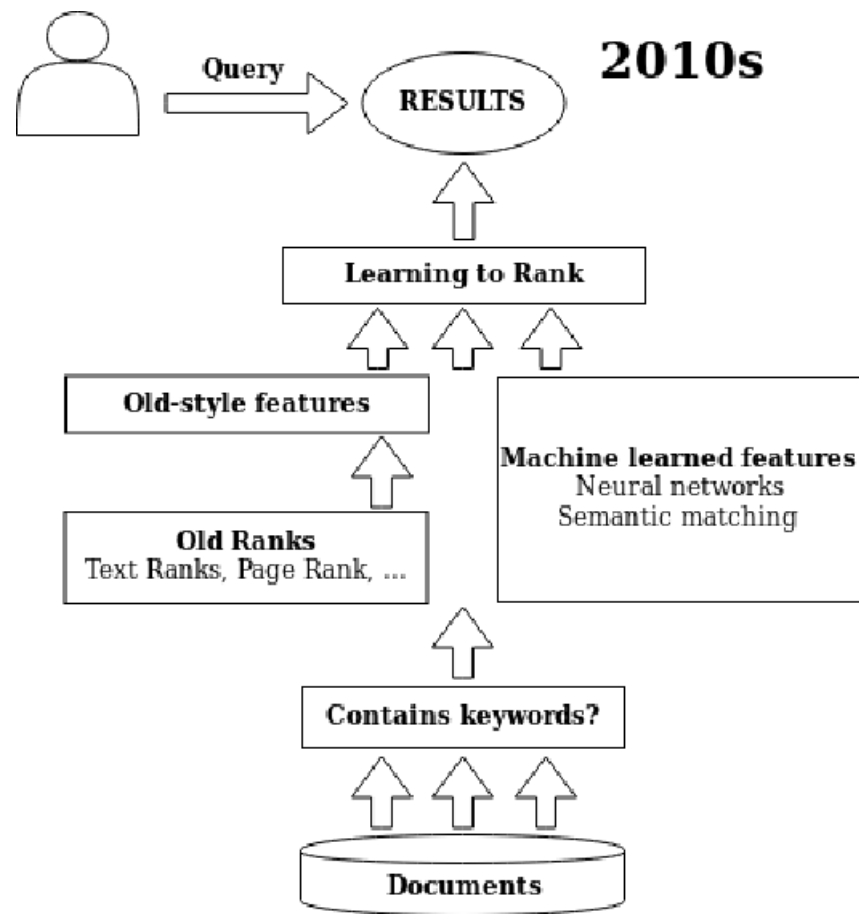 Query
RESULTS
2010s
Learning to Rank
Old-style features
Machine learned features
Neural networks
Semantic matching
Old Ranks
Text Ranks, Page Rank, ...
Contains keywords?
Documents